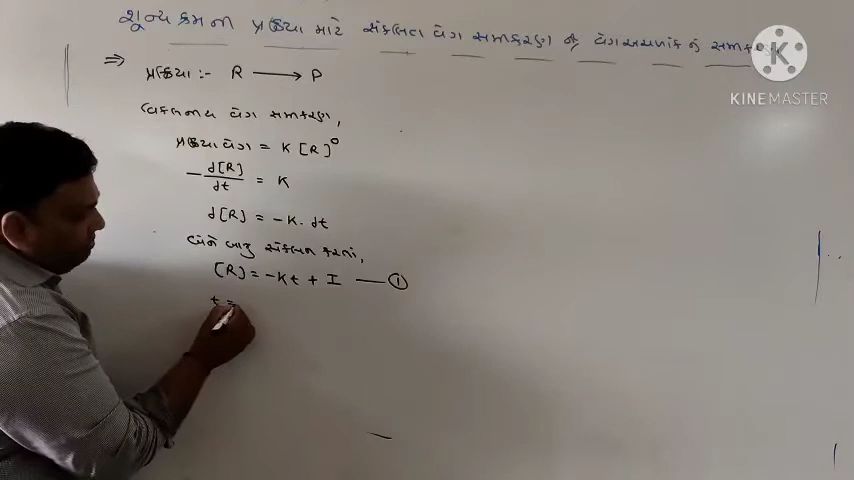 શૂન્ય ક્રમની પ્રક્રિયા માટે સંકલિત વેગ સમીકરણ
⇒ પ્રક્રિયા :- R ⟶ P
વિકલનીય વેગ સમીકરણ,
પ્રક્રિયા વેગ = K [R]⁰
- d[R]/dt = K
d[R] = -K. dt
બંને બાજુ સંકલન કરતાં,
[R] = -Kt + I — ①
t =
K
KINEMASTER